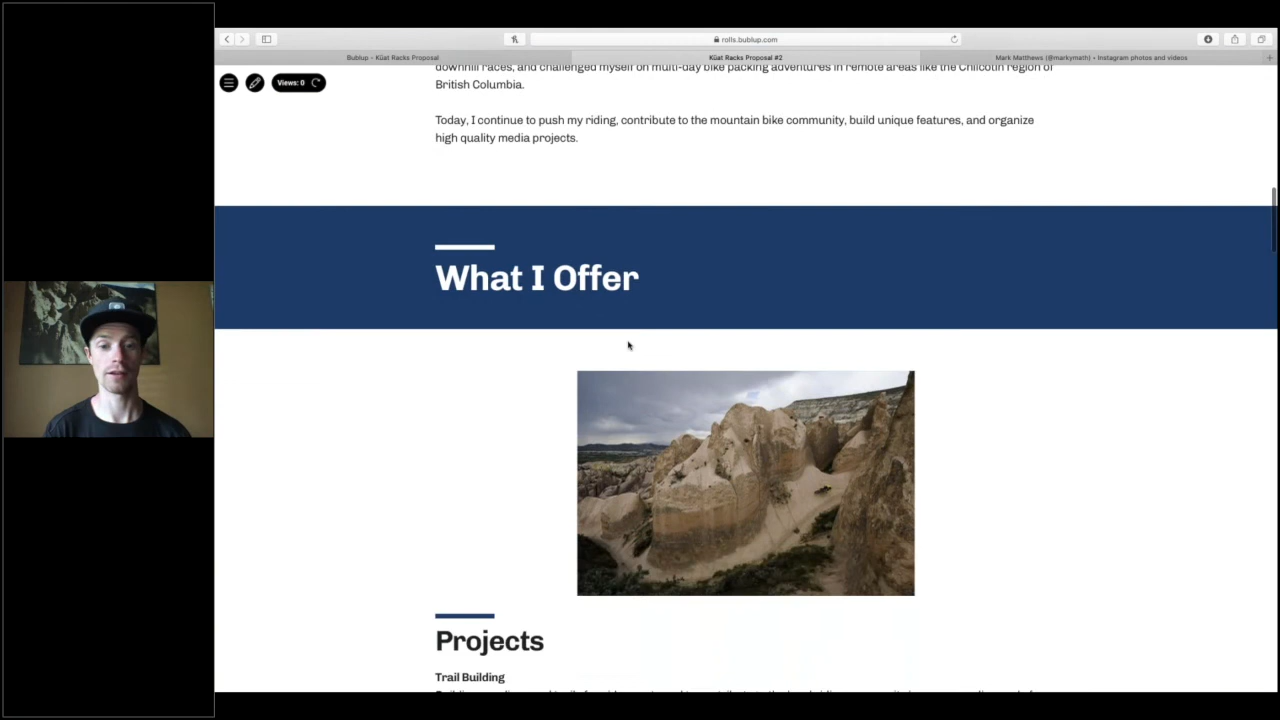 rolls.bublup.com
Bublup - Küat Racks Proposal
Küat Racks Proposal #2
Mark Matthews (@markymath) • Instagram photos and videos
Views: 0
downhill races, and challenged myself on multi-day bike packing adventures in remote areas like the Chilcotin region of
British Columbia.
Today, I continue to push my riding, contribute to the mountain bike community, build unique features, and organize
high quality media projects.
What I Offer
Projects
Trail Building